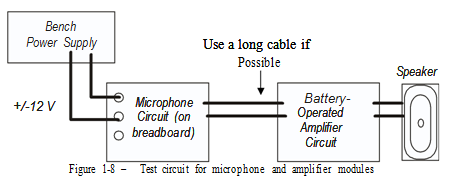 Bench
Power Supply
Use a long cable if
Possible
Speaker
+/-12 V
Microphone
Circuit (on
breadboard)
Battery-
Operated
Amplifier
Circuit
Figure 1-8 – Test circuit for microphone and amplifier modules